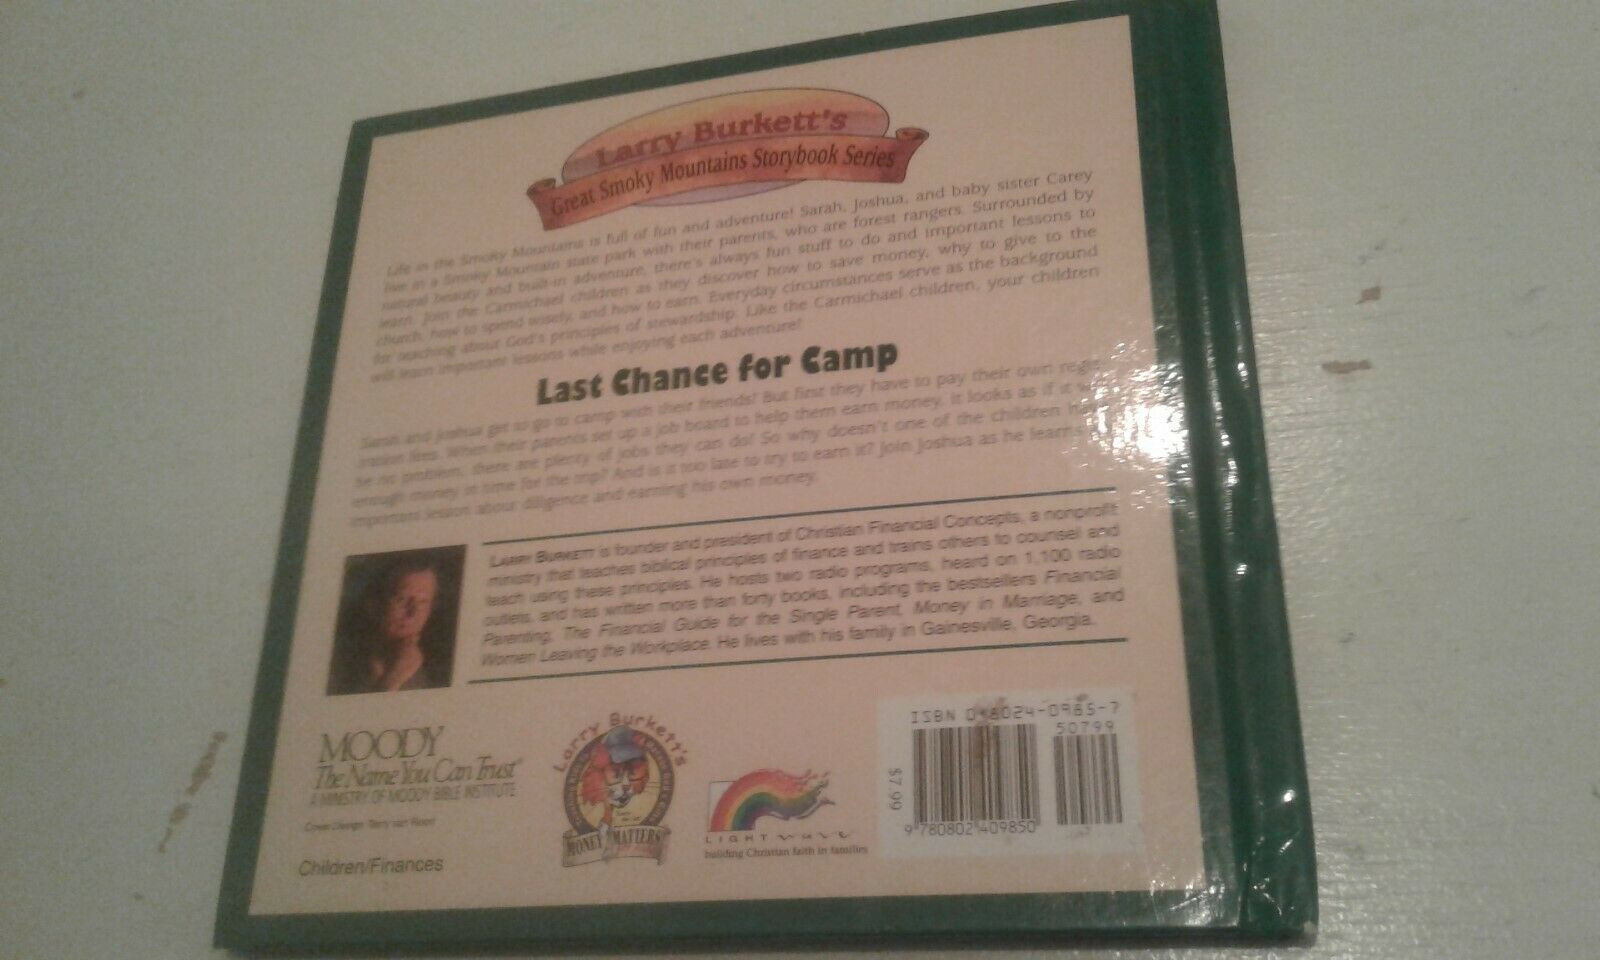 Larry Burkett's
Great Smoky Mountains Storybook Series
Life in the Smoky Mountains is full of fun and adventure! Sarah, Joshua, and baby sister Carey
live in a Smoky Mountain state park with their parents, who are forest rangers. Surrounded by
natural beauty and built-in adventure, there's always fun stuff to do and important lessons to
learn. Join the Carmichael children as they discover how to save money, why to give to the
church, how to spend wisely, and how to earn. Everyday circumstances serve as the background
for teaching about God's principles of stewardship. Like the Carmichael children, your children
will learn important lessons while enjoying each adventure!
Last Chance for Camp
Sarah and Joshua get to go to camp with their friends! But first they have to pay their own regis-
tration fees. When their parents set up a job board to help them earn money, it looks as if it
be no problem; there are plenty of jobs they can do! So why doesn't one of the children
enough money in time for the trip? And is it too late to try to earn it? Join Joshua as he learns
important lesson about diligence and earning his own money.
LARRY BURKETT is founder and president of Christian Financial Concepts, a nonprofit
ministry that teaches biblical principles of finance and trains others to counsel and
teach using these principles. He hosts two radio programs, heard on 1,100 radio
outlets, and has written more than forty books, including the bestsellers Financial
Parenting, The Financial Guide for the Single Parent, Money in Marriage, and
Women Leaving the Workplace. He lives with his family in Gainesville, Georgia.
MOODY
The Name You Can Trust®
A MINISTRY OF MOODY BIBLE INSTITUTE
Cover Design: Terry van Roon
Children/Finances
Larry Burkett's
MONEY MATTERS
LIGHTwave
building Christian faith in families
ISBN 0-8024-0985-7
50799
$7.99
9 780802 409850